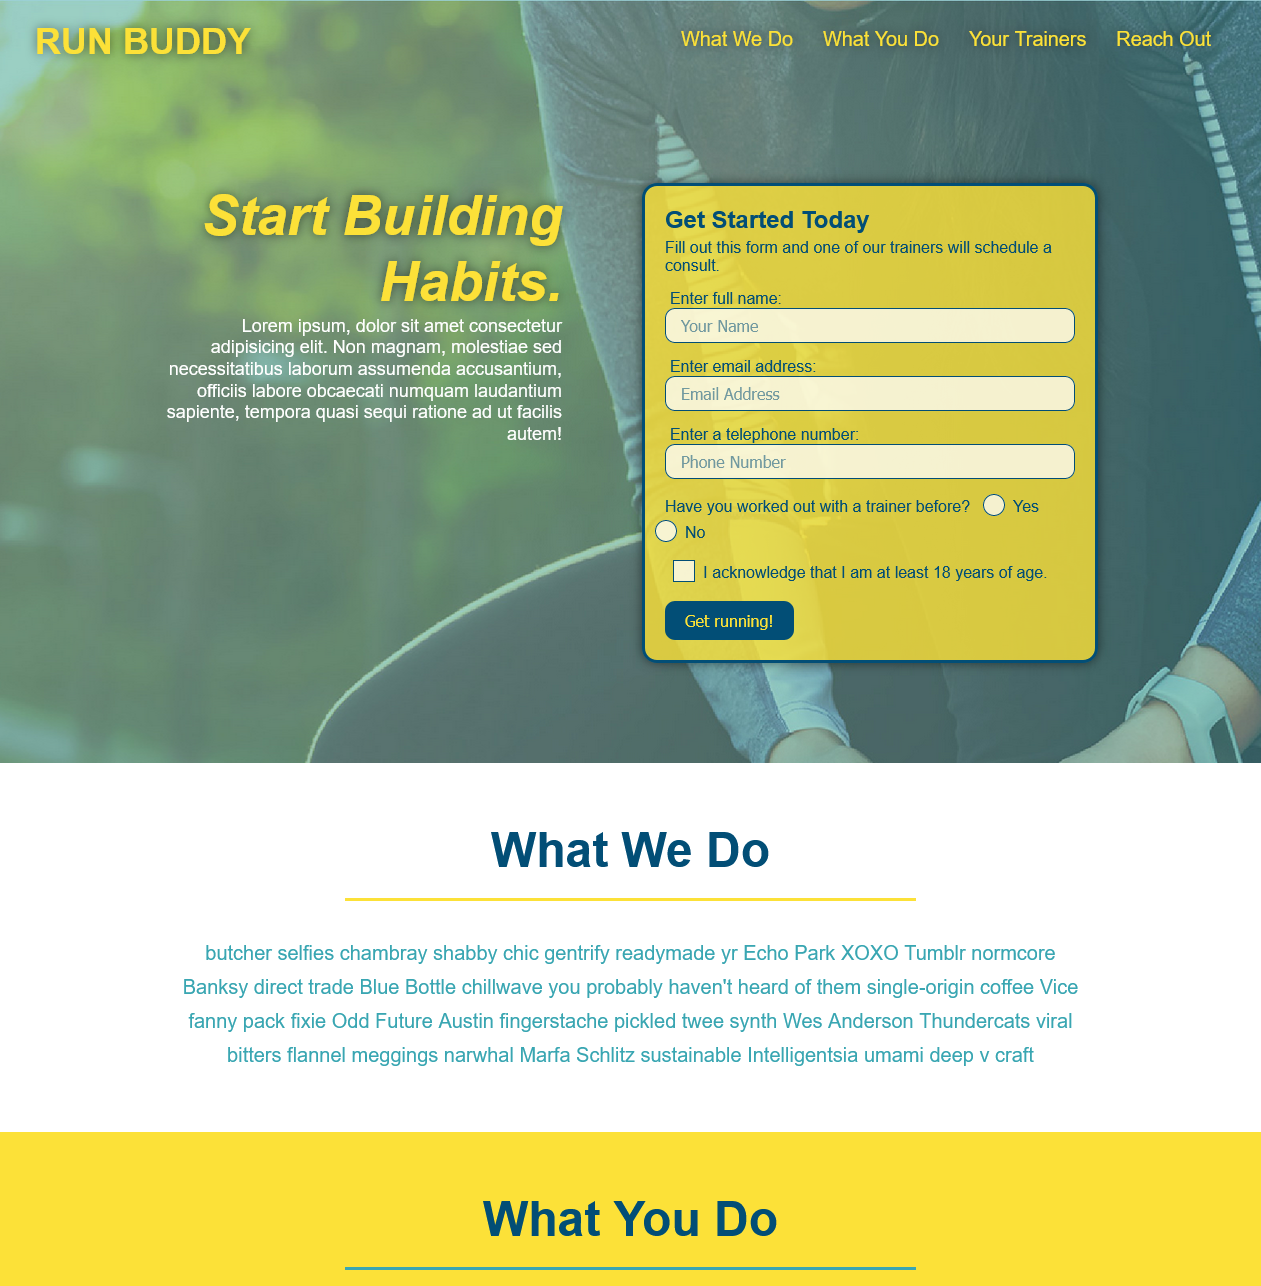 RUN BUDDY
What We Do What You Do Your Trainers Reach Out
Start Building
Habits.
Lorem ipsum, dolor sit amet consectetur
adipisicing elit. Non magnam, molestiae sed
necessitatibus laborum assumenda accusantium,
officiis labore obcaecati numquam laudantium
sapiente, tempora quasi sequi ratione ad ut facilis
autem!
Get Started Today
Fill out this form and one of our trainers will schedule a
consult.
Enter full name:
Your Name
Enter email address:
Email Address
Enter a telephone number:
Phone Number
Have you worked out with a trainer before? Yes
No
I acknowledge that I am at least 18 years of age.
Get running!
What We Do
butcher selfies chambray shabby chic gentrify readymade yr Echo Park XOXO Tumblr normcore
Banksy direct trade Blue Bottle chillwave you probably haven't heard of them single-origin coffee Vice
fanny pack fixie Odd Future Austin fingerstache pickled twee synth Wes Anderson Thundercats viral
bitters flannel meggings narwhal Marfa Schlitz sustainable Intelligentsia umami deep v craft
What You Do